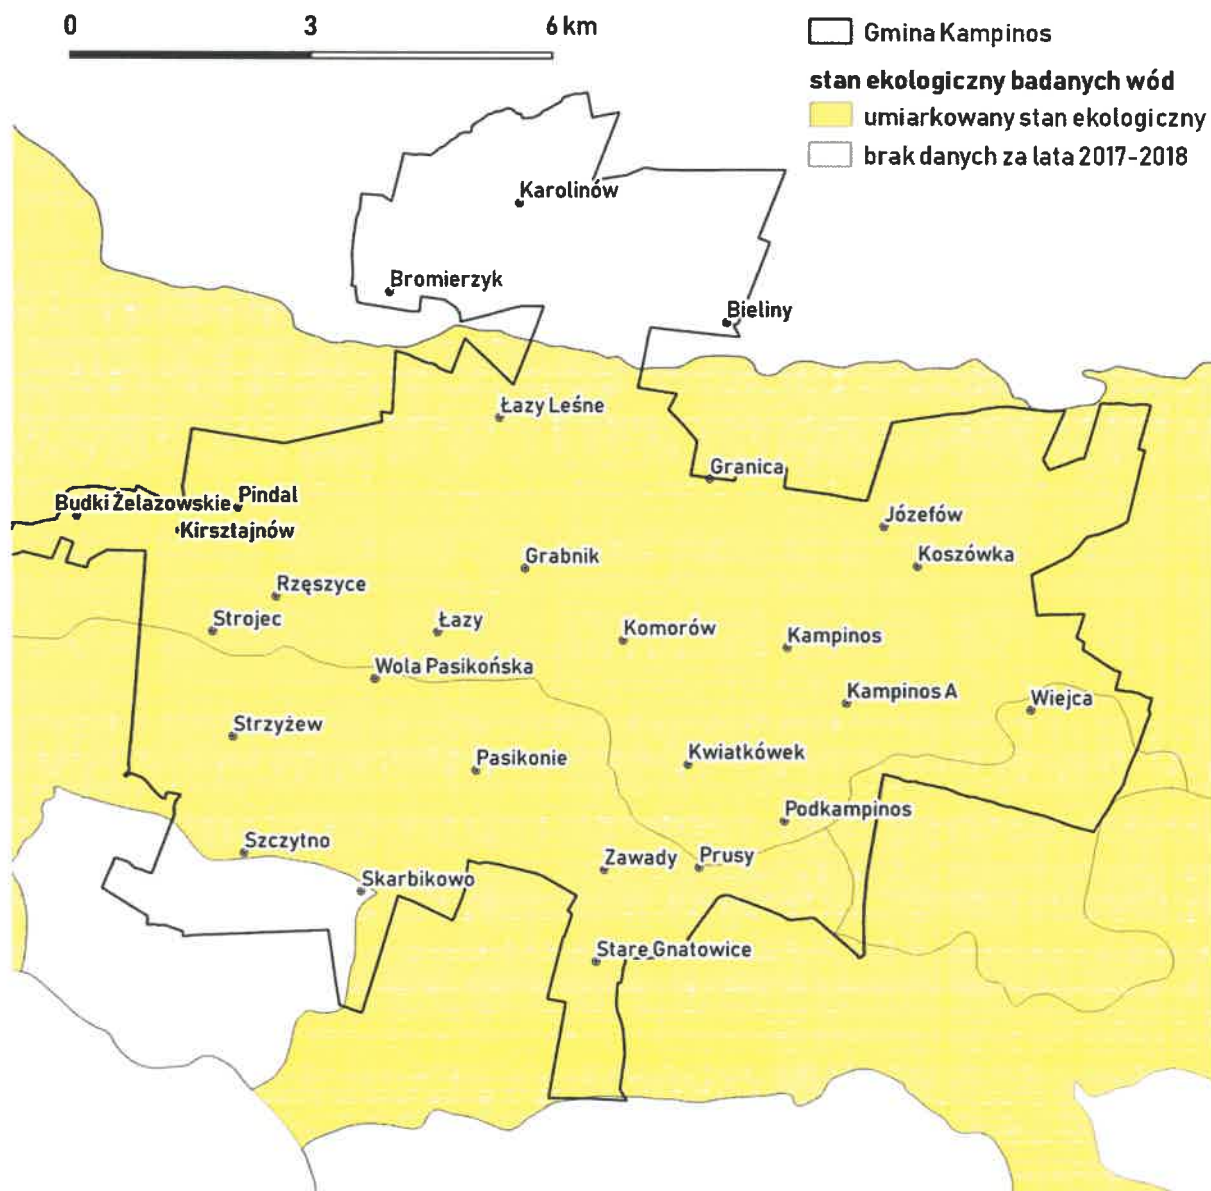 0 3 6 km
Gmina Kampinos
stan ekologiczny badanych wód
umiarkowany stan ekologiczny
brak danych za lata 2017-2018
Karolinów
Bromierzyk
Bieliny
Łazy Leśne
Granica
Budki Żelazowskie
Pindal
Kirsztajnów
Józefów
Koszówka
Grabnik
Rzęszyce
Strojec
Łazy
Komorów
Kampinos
Wola Pasikońska
Kampinos A
Wiejca
Strzyżew
Pasikonie
Kwiatkówek
Podkampinos
Szczytno
Zawady
Prusy
Skarbikowo
Stare Gnatowice